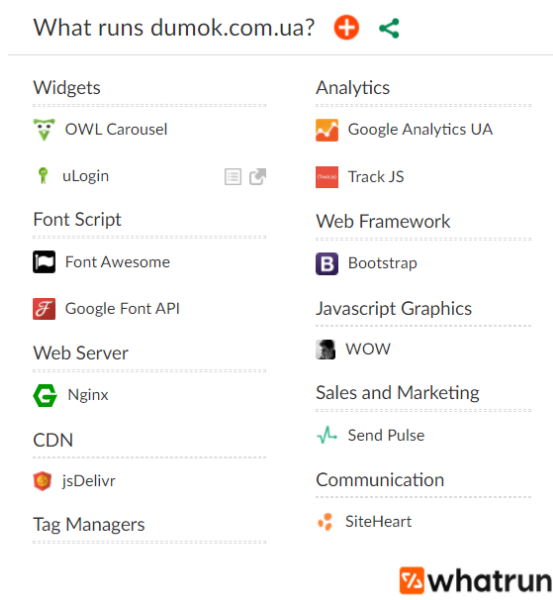 What runs dumok.com.ua?
Widgets
OWL Carousel
uLogin
Font Script
Font Awesome
Google Font API
Web Server
Nginx
CDN
jsDelivr
Tag Managers
Analytics
Google Analytics UA
Track JS
Web Framework
Bootstrap
Javascript Graphics
WOW
Sales and Marketing
Send Pulse
Communication
SiteHeart
whatrun